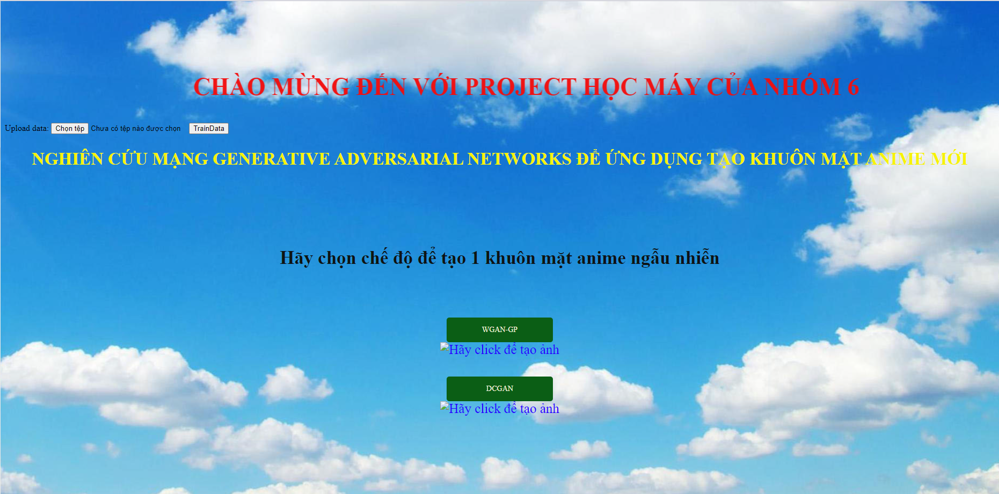 CHÀO MỪNG ĐẾN VỚI PROJECT HỌC MÁY CỦA NHÓM 6
Upload data: Chọn tệp Chưa có tệp nào được chọn TrainData
NGHIÊN CỨU MẠNG GENERATIVE ADVERSARIAL NETWORKS ĐỂ ỨNG DỤNG TẠO KHUÔN MẶT ANIME MỚI
Hãy chọn chế độ để tạo 1 khuôn mặt anime ngẫu nhiễn
WGAN-GP
Hãy click để tạo ảnh
DCGAN
Hãy click để tạo ảnh